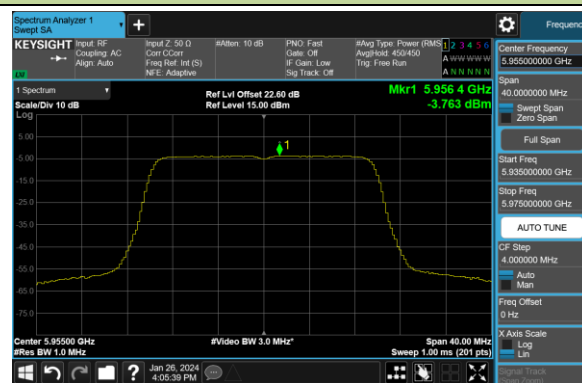 Spectrum Analyzer 1
Swept SA
Frequen
KEYSIGHT
Input: RF
Coupling: AC
Align: Auto
Input Z: 50 Ω
Corr CCorr
Freq Ref: Int (S)
NFE: Adaptive
#Atten: 10 dB
PNO: Fast
Gate: Off
IF Gain: Low
Sig Track: Off
#Avg Type: Power (RMS
Avg|Hold: 450/450
Trig: Free Run
1 2 3 4 5 6
A W W W W W
A N N N N N
1 Spectrum
Scale/Div 10 dB
Log
Ref Lvl Offset 22.60 dB
Ref Level 15.00 dBm
Mkr1 5.956 4 GHz
-3.763 dBm
1
5.00
-5.00
-15.0
-25.0
-35.0
-45.0
-55.0
-65.0
-75.0
Center 5.95500 GHz
#Res BW 1.0 MHz
#Video BW 3.0 MHz*
Span 40.00 MHz
Sweep 1.00 ms (201 pts)
Jan 26, 2024
4:05:39 PM
Center Frequency
5.955000000 GHz
Span
40.0000000 MHz
Swept Span
Zero Span
Full Span
Start Freq
5.935000000 GHz
Stop Freq
5.975000000 GHz
AUTO TUNE
CF Step
4.000000 MHz
Auto
Man
Freq Offset
0 Hz
X Axis Scale
Log
Lin
Signal Track